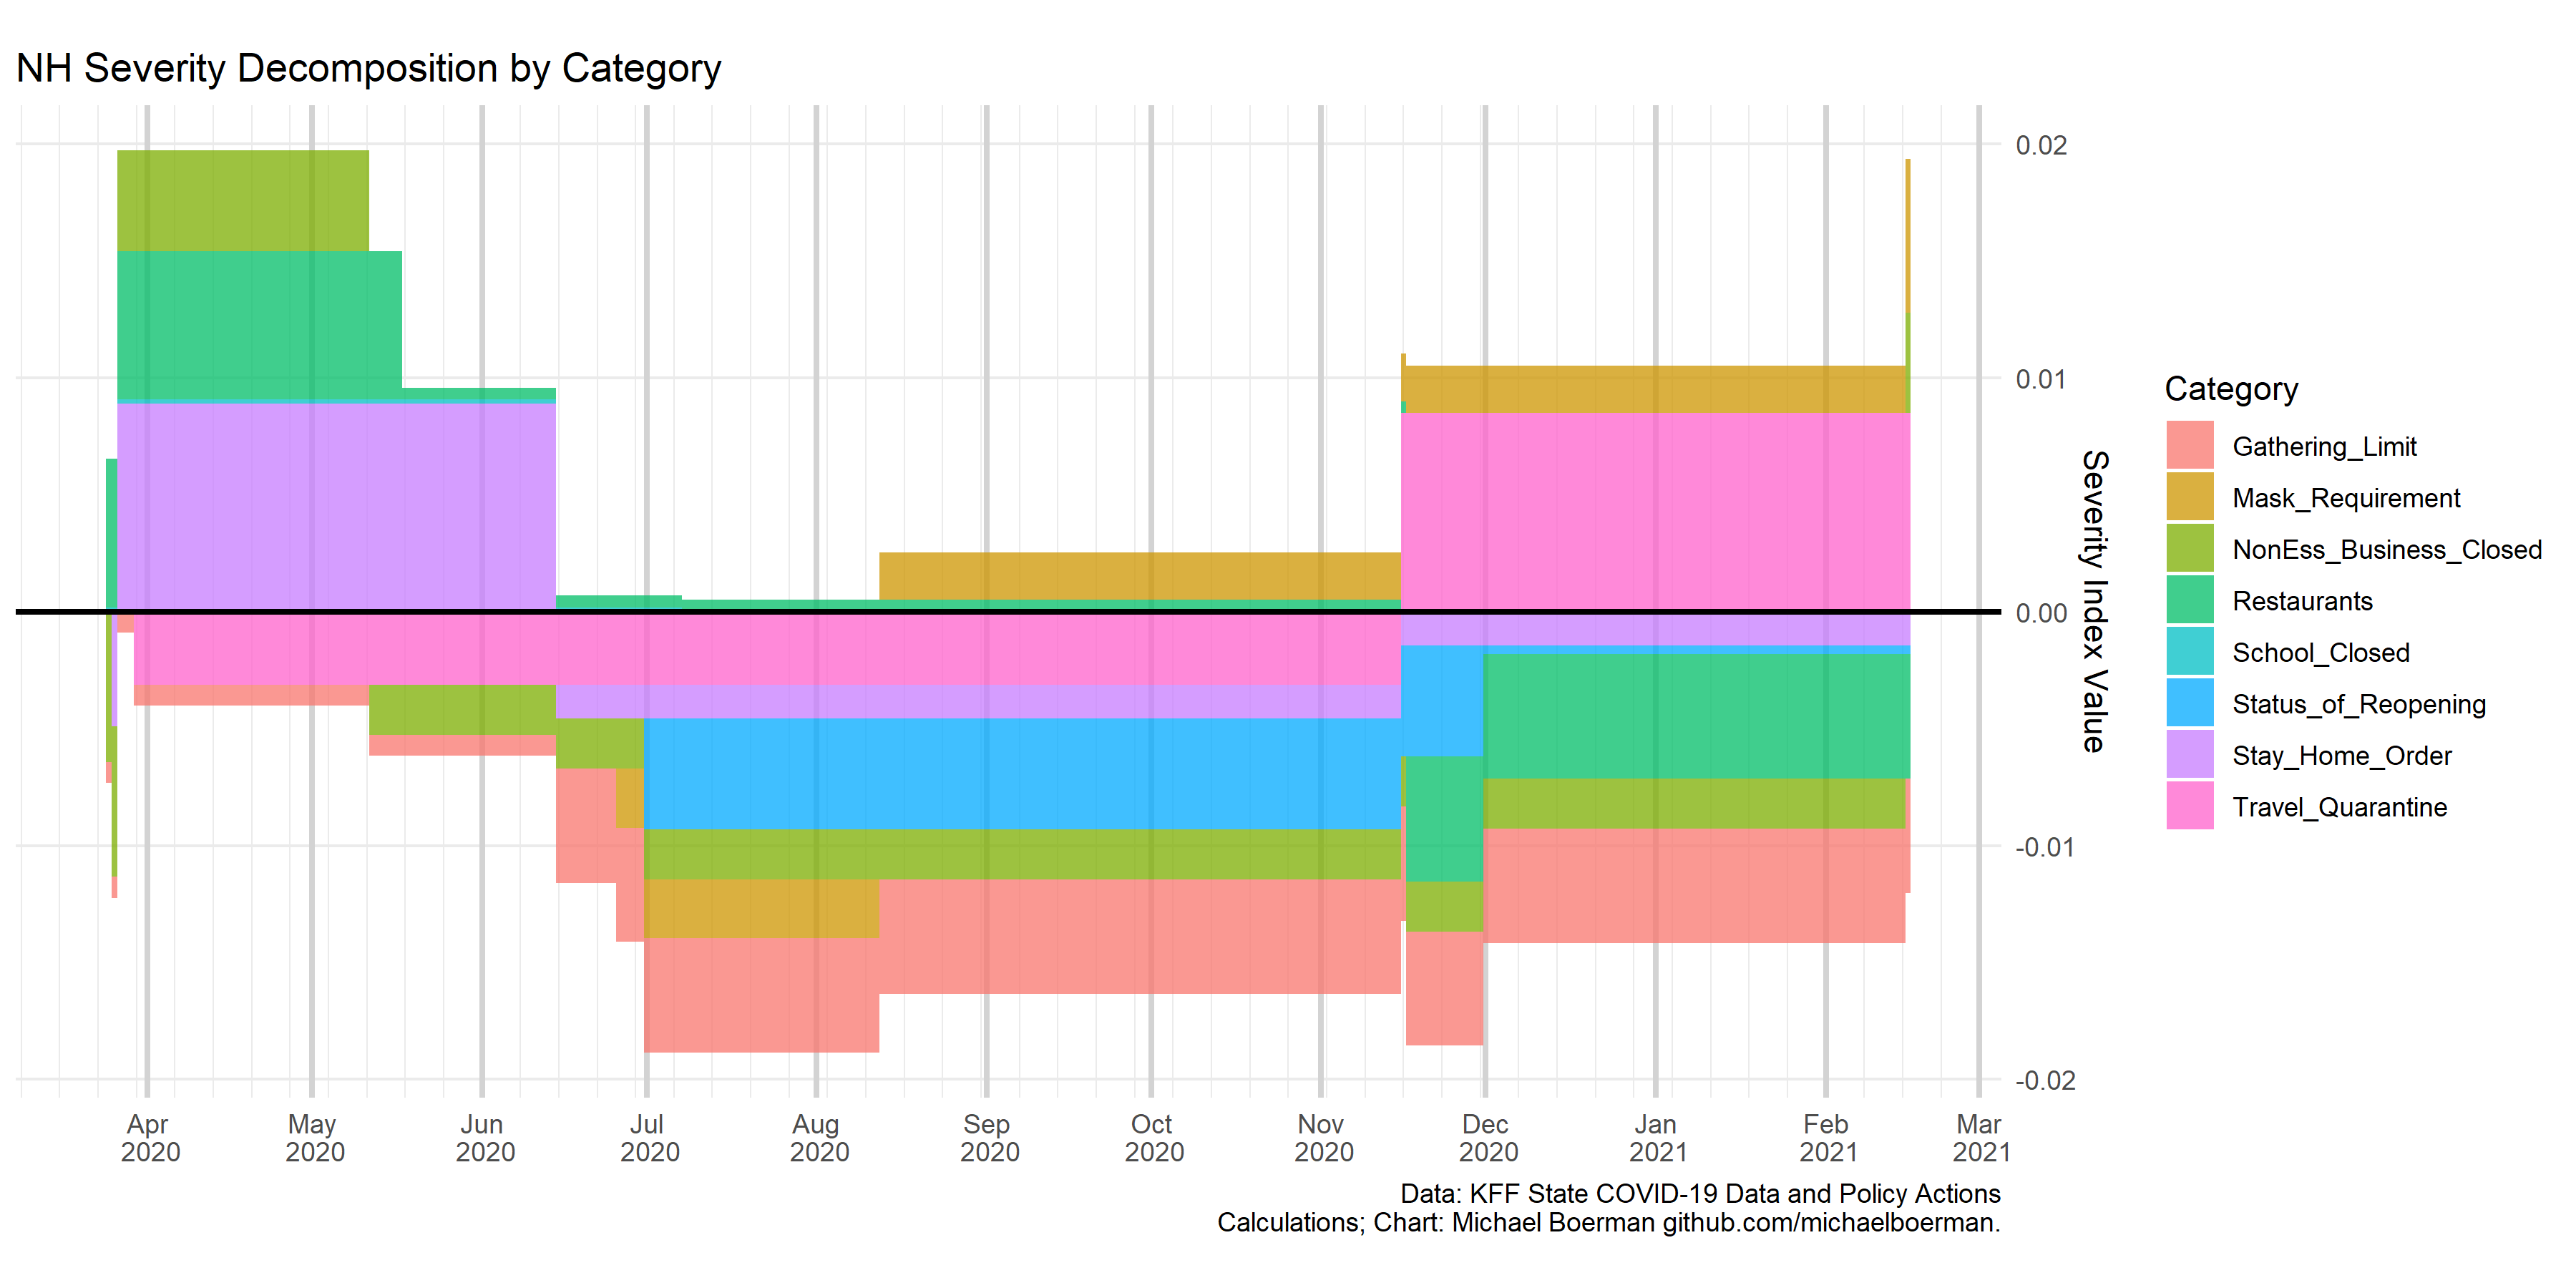 NH Severity Decomposition by Category
0.02
0.01
0.00
-0.01
-0.02
Severity Index Value
Apr
2020
May
2020
Jun
2020
Jul
2020
Aug
2020
Sep
2020
Oct
2020
Nov
2020
Dec
2020
Jan
2021
Feb
2021
Mar
2021
Category
Gathering_Limit
Mask_Requirement
NonEss_Business_Closed
Restaurants
School_Closed
Status_of_Reopening
Stay_Home_Order
Travel_Quarantine
Data: KFF State COVID-19 Data and Policy Actions
Calculations; Chart: Michael Boerman github.com/michaelboerman.